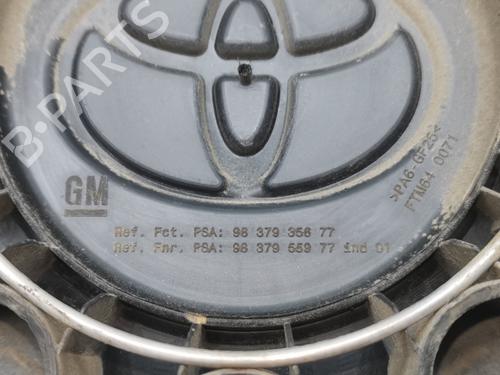 B-PARTS
>PA6-GF25<
FTM64 0071
GM
Ref. Fct. PSA: 98 379 356 77
Ref. Fnr. PSA: 98 379 559 77 ind 01